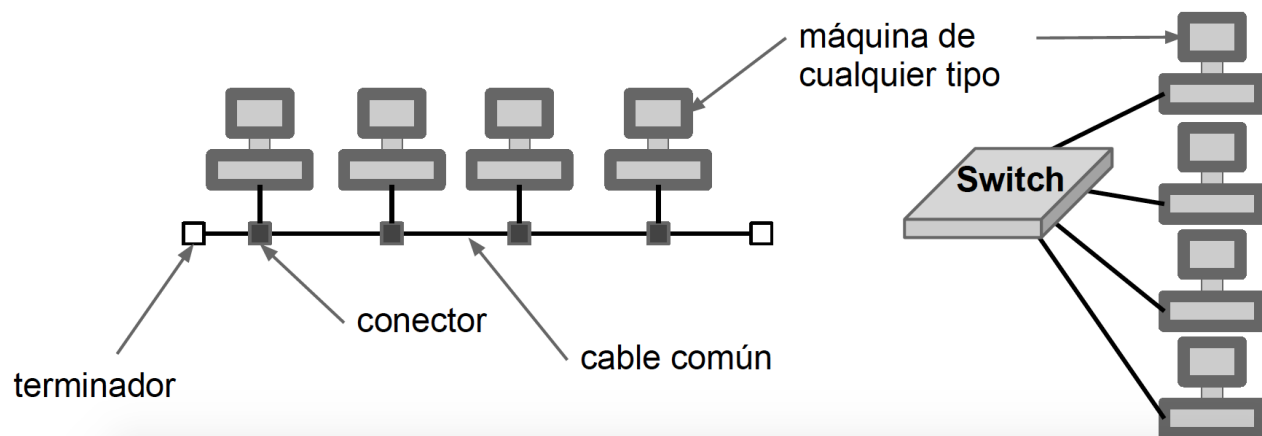 máquina de
cualquier tipo
Switch
conector
cable común
terminador